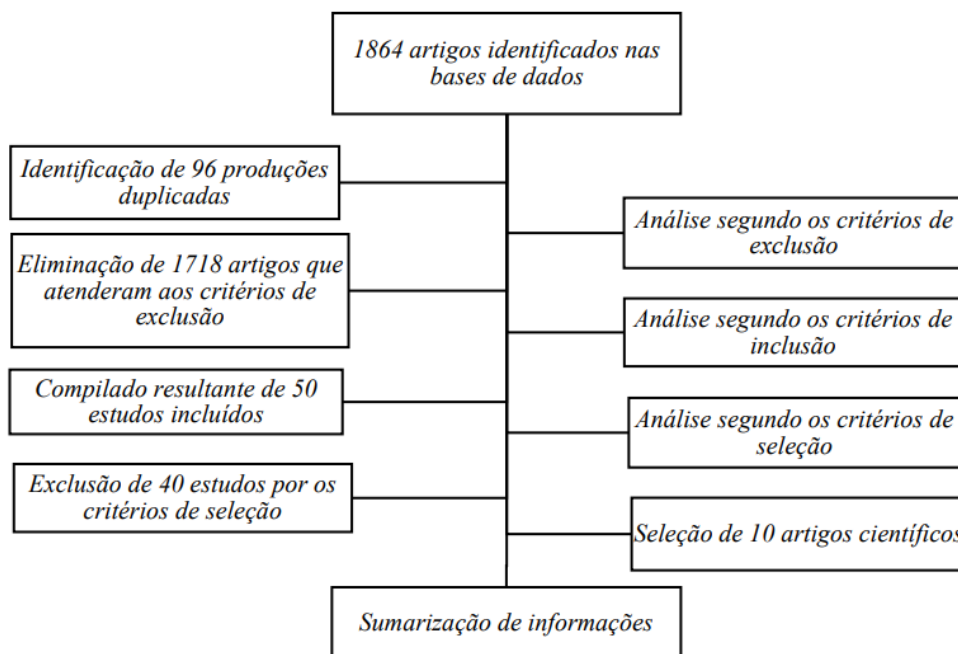 1864 artigos identificados nas
bases de dados
Identificação de 96 produções
duplicadas
Análise segundo os critérios de
exclusão
Eliminação de 1718 artigos que
atenderam aos critérios de
exclusão
Análise segundo os critérios de
inclusão
Compilado resultante de 50
estudos incluídos
Análise segundo os critérios de
seleção
Exclusão de 40 estudos por os
critérios de seleção
Seleção de 10 artigos científicos
Sumarização de informações